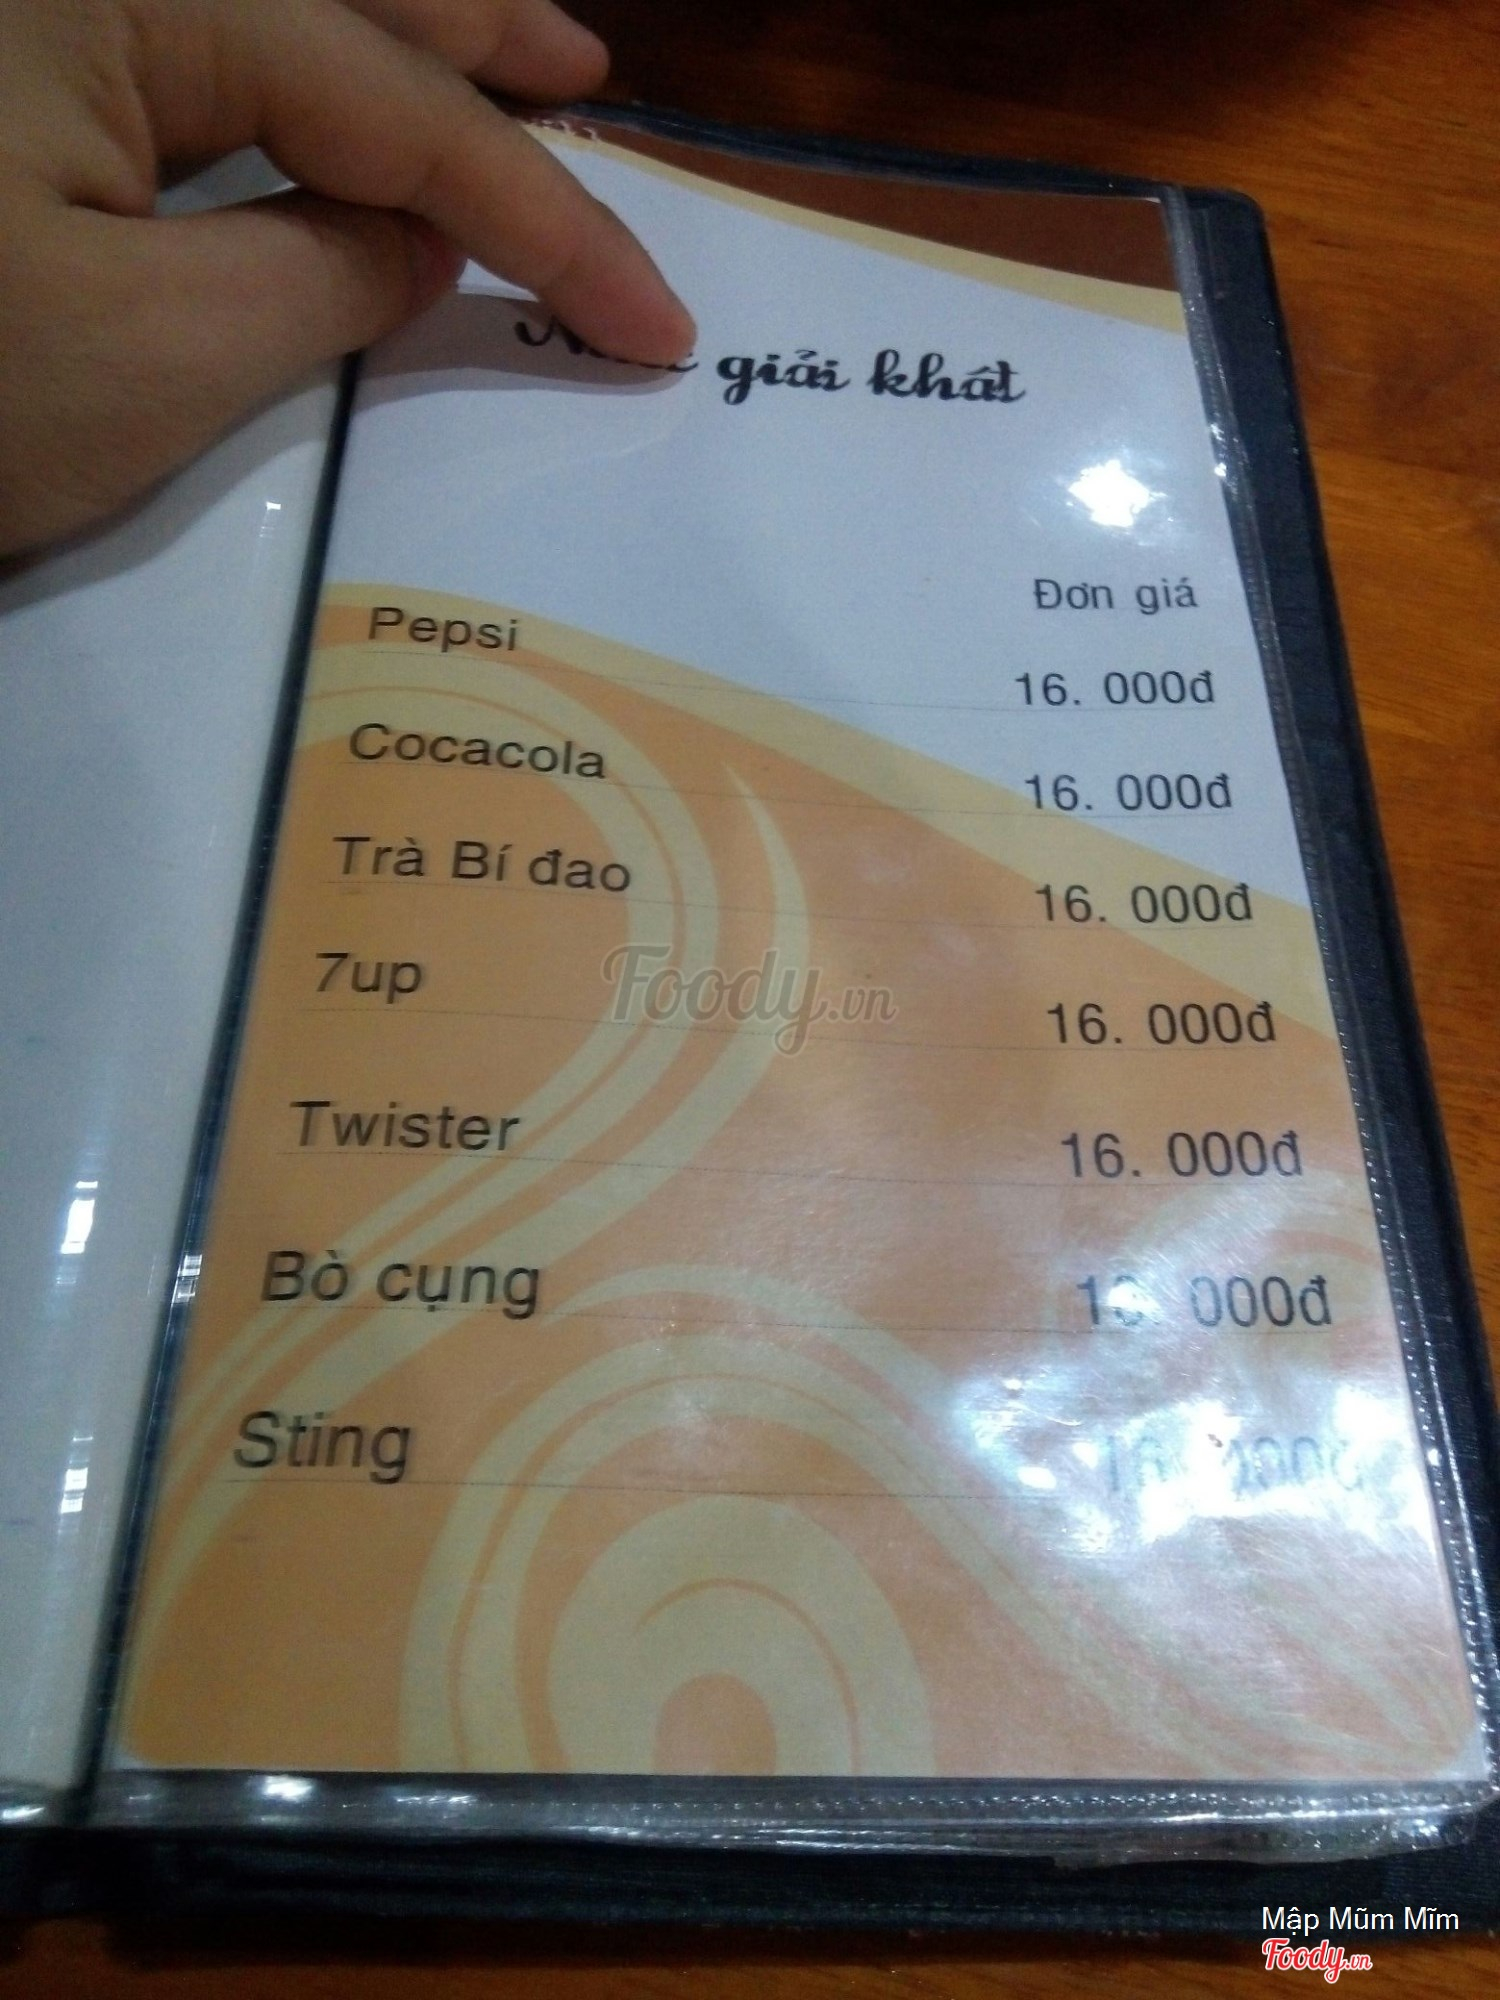 giải khát
Đơn giá
Pepsi 16. 000đ
Cocacola 16. 000đ
Trà Bí đao 16. 000đ
7up 16. 000đ
Foody.vn
Twister 16. 000đ
Bò cụng 000đ
Sting
Mập Mũm Mĩm
Foody.vn